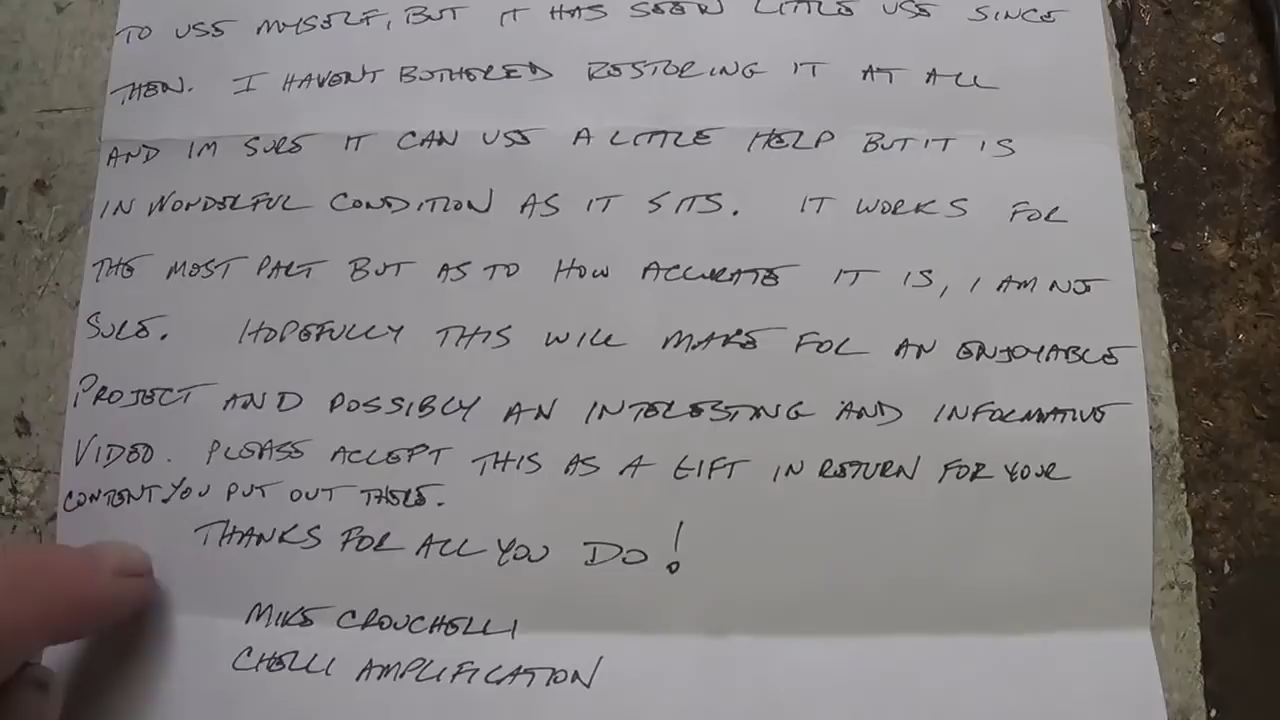 TO USE MYSELF, BUT IT HAS SEEN LITTLE USE SINCE
THEN. I HAVENT BOTHERED RESTORING IT AT ALL
AND IM SURE IT CAN USE A LITTLE HELP BUT IT IS
IN WONDERFUL CONDITION AS IT SITS. IT WORKS FOR
THE MOST PART BUT AS TO HOW ACCURATE IT IS, I AM NOT
SURE. HOPEFULLY THIS WILL MAKE FOR AN ENJOYABLE
PROJECT AND POSSIBLY AN INTERESTING AND INFORMATIVE
VIDEO. PLEASE ACCEPT THIS AS A GIFT IN RETURN FOR YOUR
CONTENT YOU PUT OUT THERE.
THANKS FOR ALL YOU DO!
MIKE CROUCHELLI
CHELLI AMPLIFICATION